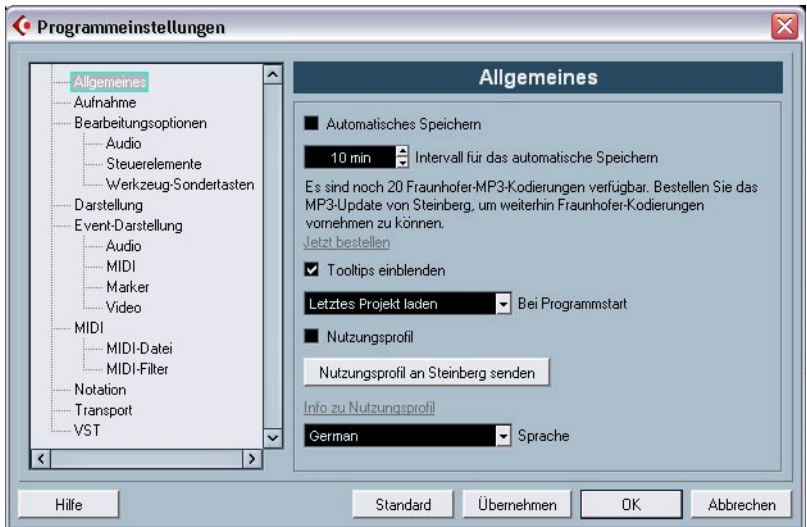 Programmeinstellungen
Allgemeines
Aufnahme
Bearbeitungsoptionen
Audio
Steuerelemente
Werkzeug-Sondertasten
Darstellung
Event-Darstellung
Audio
MIDI
Marker
Video
MIDI
MIDI-Datei
MIDI-Filter
Notation
Transport
VST
Allgemeines
Automatisches Speichern
10 min Intervall für das automatische Speichern
Es sind noch 20 Fraunhofer-MP3-Kodierungen verfügbar. Bestellen Sie das
MP3-Update von Steinberg, um weiterhin Fraunhofer-Kodierungen
vornehmen zu können.
Jetzt bestellen
Tooltips einblenden
Letztes Projekt laden Bei Programmstart
Nutzungsprofil
Nutzungsprofil an Steinberg senden
Info zu Nutzungsprofil
German Sprache
Hilfe Standard Übernehmen OK Abbrechen